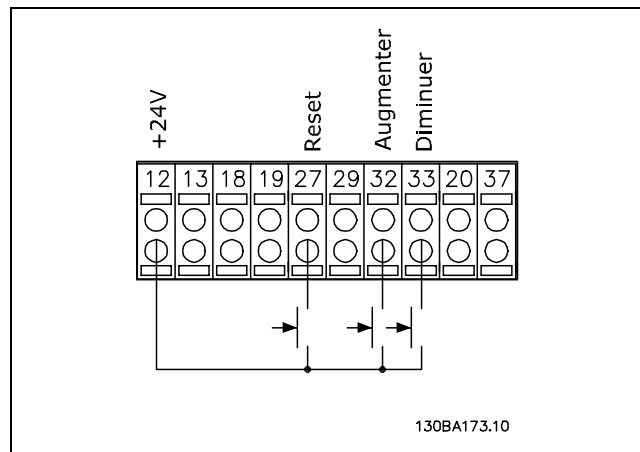 +24V
Reset
Augmenter
Diminuer
12 13 18 19 27 29 32 33 20 37
130BA173.10